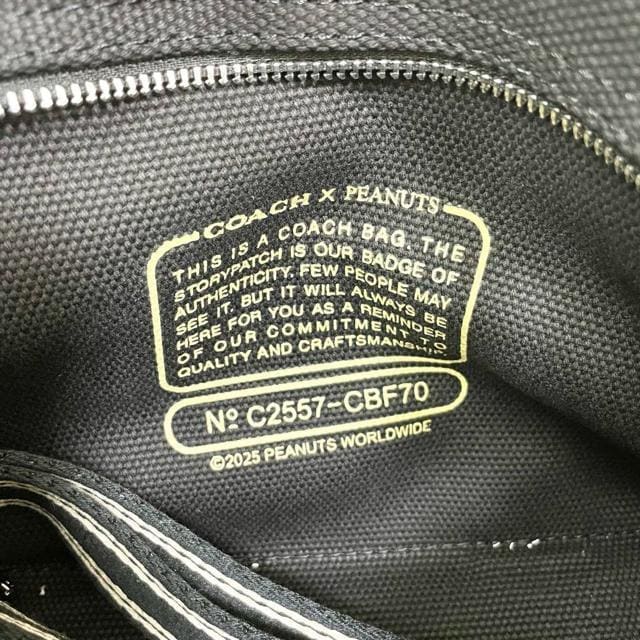 COACH X PEANUTS
THIS IS A COACH BAG. THE
STORYPATCH IS OUR BADGE OF
AUTHENTICITY. FEW PEOPLE MAY
SEE IT. BUT IT WILL ALWAYS BE
HERE FOR YOU AS A REMINDER
OF OUR COMMITMENT TO
QUALITY AND CRAFTSMANSHIP.
Nº C2557-CBF70
©2025 PEANUTS WORLDWIDE